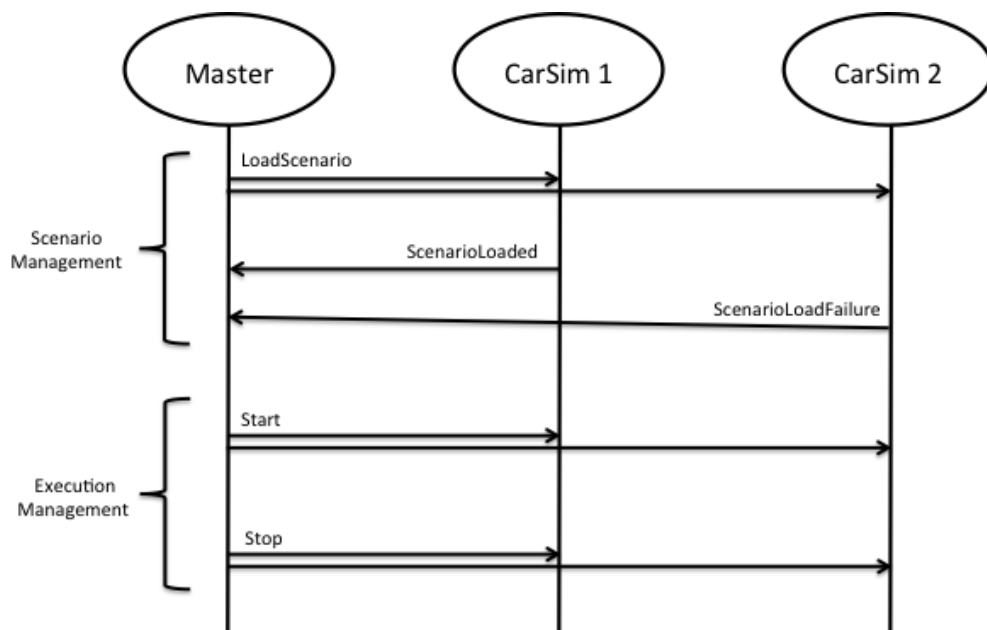 Master
CarSim 1
CarSim 2
LoadScenario
Scenario
Management
ScenarioLoaded
ScenarioLoadFailure
Start
Execution
Management
Stop